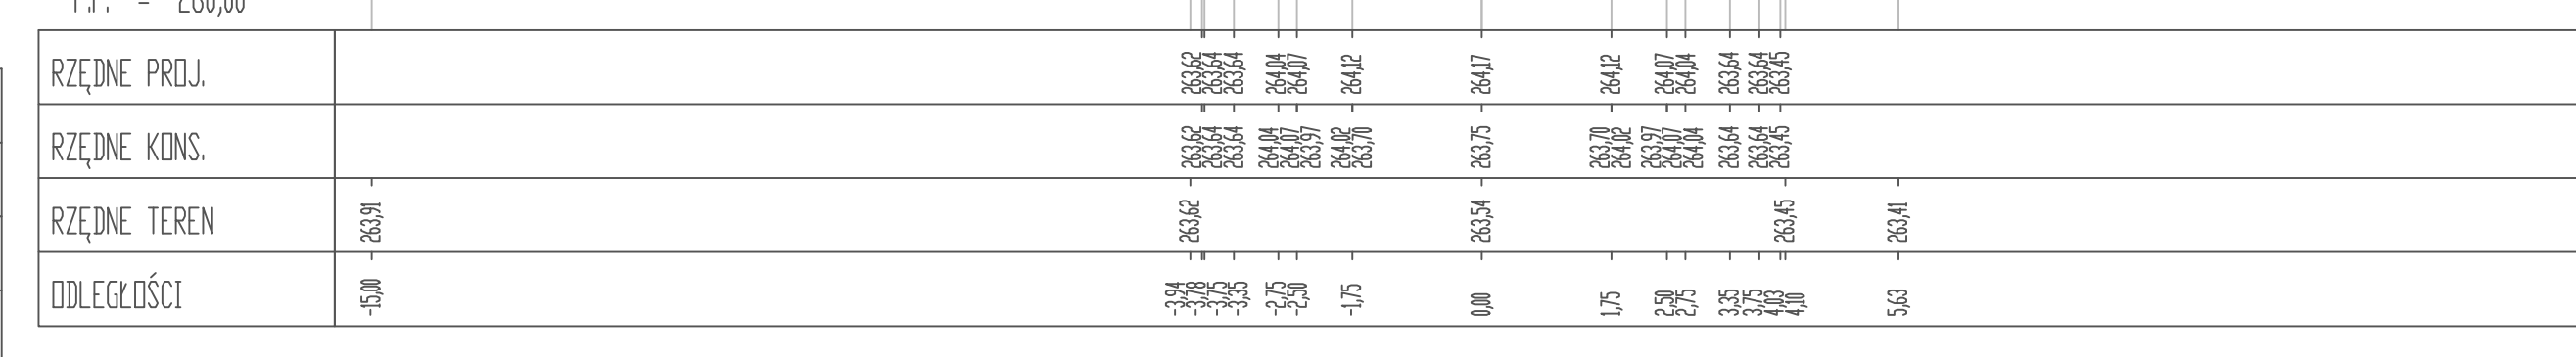 P.P. - 260,00
RZĘDNE PROJ. 263,62 263,64 263,64 264,04 264,07 264,12 264,17 264,12 264,07 264,04 263,64 263,64 263,45
RZĘDNE KONS. 263,62 263,64 263,64 264,04 264,07 263,97 264,02 263,70 263,75 263,70 264,02 263,97 264,07 264,04 263,64 263,64 263,45
RZĘDNE TEREN 263,91 263,62 263,54 263,45 263,41
ODLEGŁOŚCI -15,00 -3,94 -3,78 -3,75 -3,35 -2,75 -2,50 -1,75 0,00 1,75 2,50 2,75 3,35 3,75 4,03 4,10 5,63